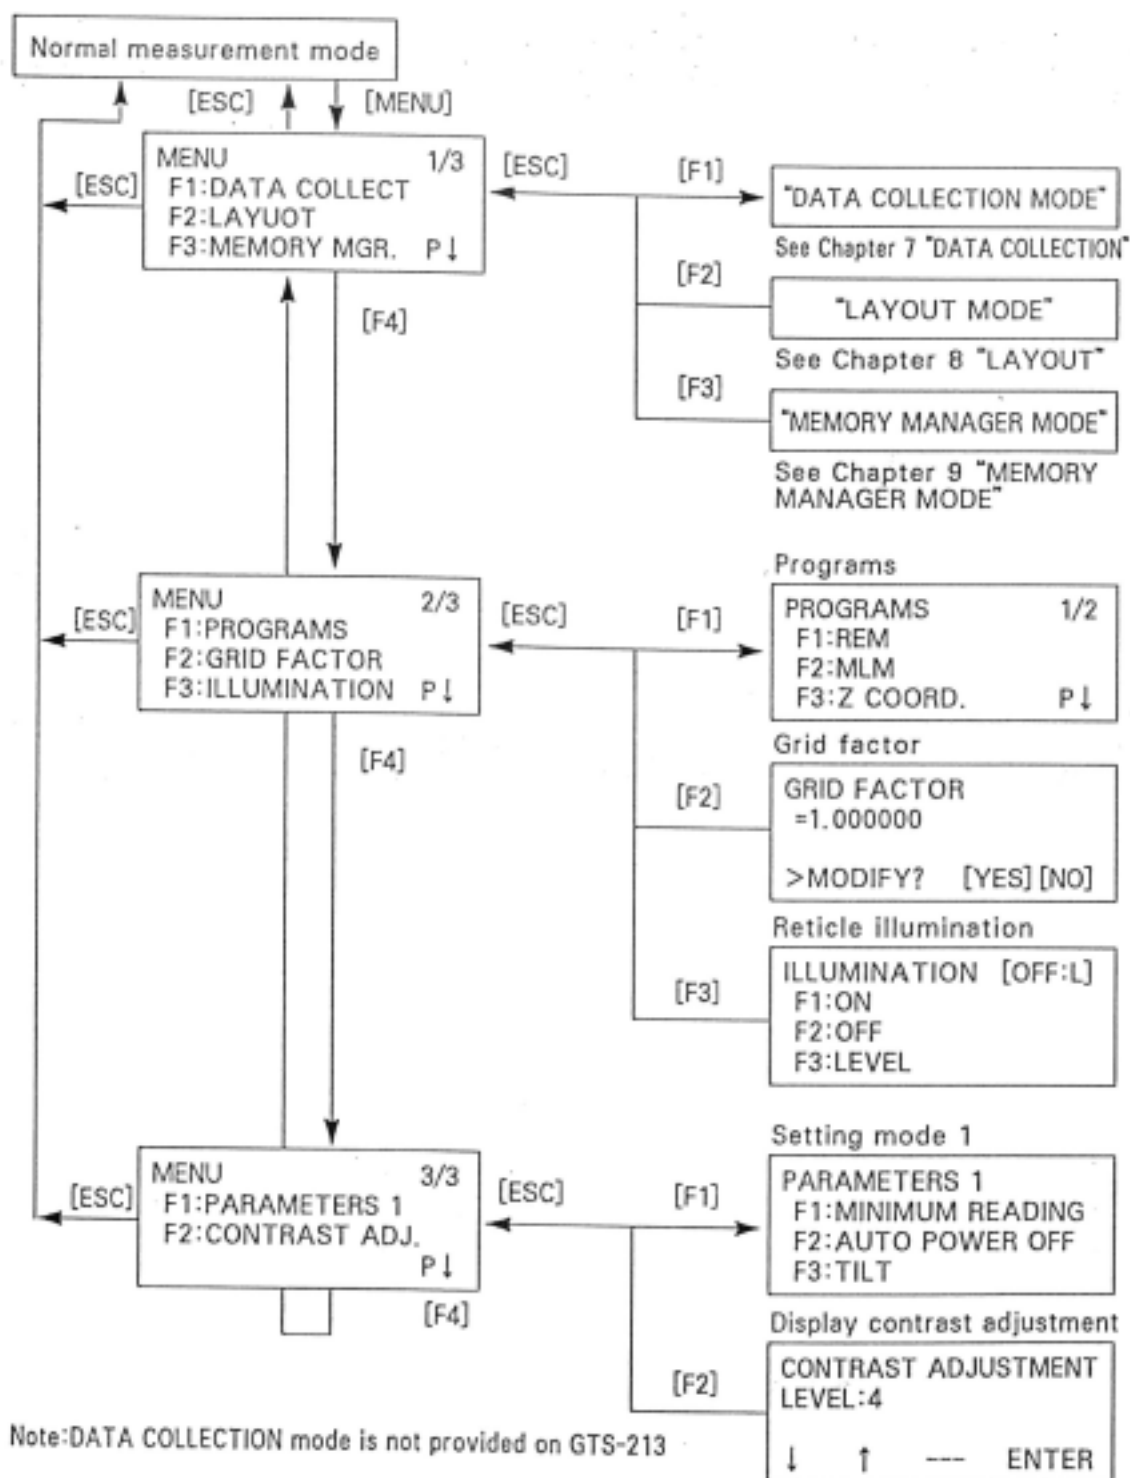 Normal measurement mode
[ESC] [MENU]
MENU 1/3
F1:DATA COLLECT
F2:LAYUOT
F3:MEMORY MGR. P↓
[ESC]
[ESC]
[F1]
"DATA COLLECTION MODE"
See Chapter 7 "DATA COLLECTION"
[F2]
"LAYOUT MODE"
See Chapter 8 "LAYOUT"
[F3]
"MEMORY MANAGER MODE"
See Chapter 9 "MEMORY
MANAGER MODE"
[F4]
MENU 2/3
F1:PROGRAMS
F2:GRID FACTOR
F3:ILLUMINATION P↓
[ESC]
[ESC]
[F1]
Programs
PROGRAMS 1/2
F1:REM
F2:MLM
F3:Z COORD. P↓
[F2]
Grid factor
GRID FACTOR
=1.000000
>MODIFY? [YES][NO]
[F3]
Reticle illumination
ILLUMINATION [OFF:L]
F1:ON
F2:OFF
F3:LEVEL
[F4]
MENU 3/3
F1:PARAMETERS 1
F2:CONTRAST ADJ.
P↓
[ESC]
[ESC]
[F4]
[F1]
Setting mode 1
PARAMETERS 1
F1:MINIMUM READING
F2:AUTO POWER OFF
F3:TILT
[F2]
Display contrast adjustment
CONTRAST ADJUSTMENT
LEVEL:4
↓ ↑ --- ENTER
Note:DATA COLLECTION mode is not provided on GTS-213